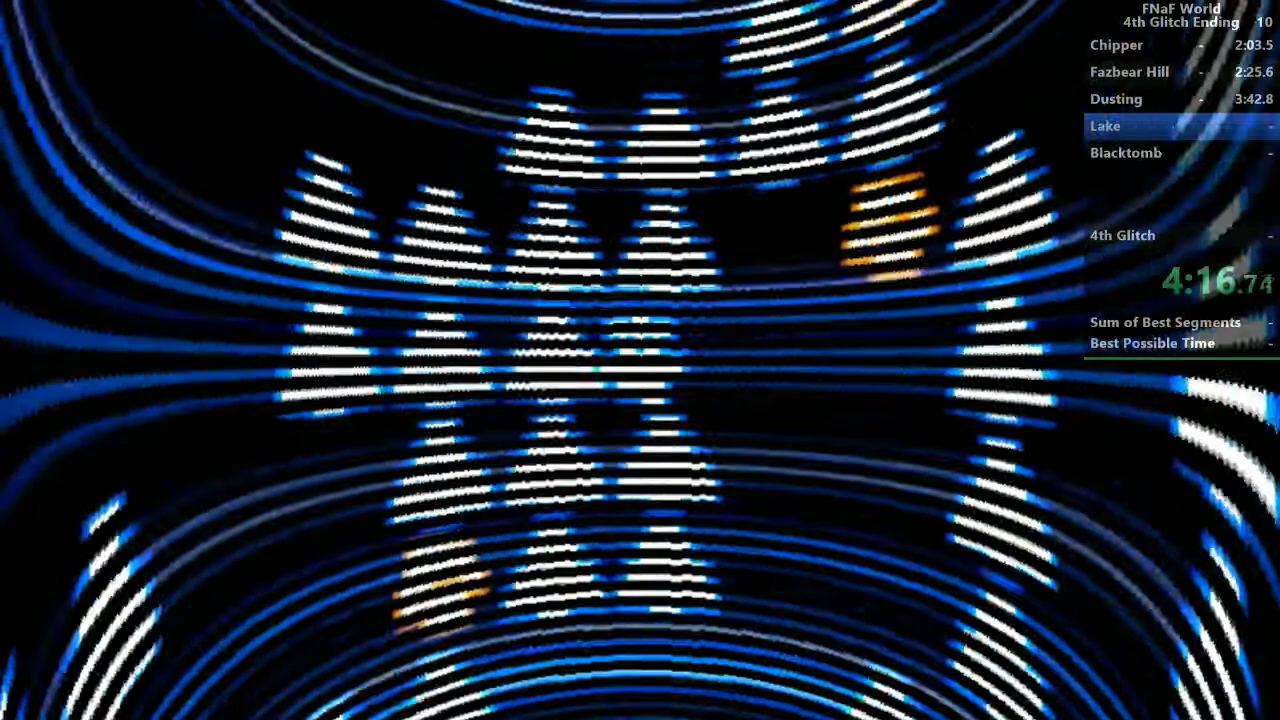 FNaF World
4th Glitch Ending 10
Chipper - 2:03.5
Fazbear Hill - 2:25.6
Dusting - 3:42.8
Lake -
Blacktomb -
4th Glitch -
4:16.74
Sum of Best Segments -
Best Possible Time -